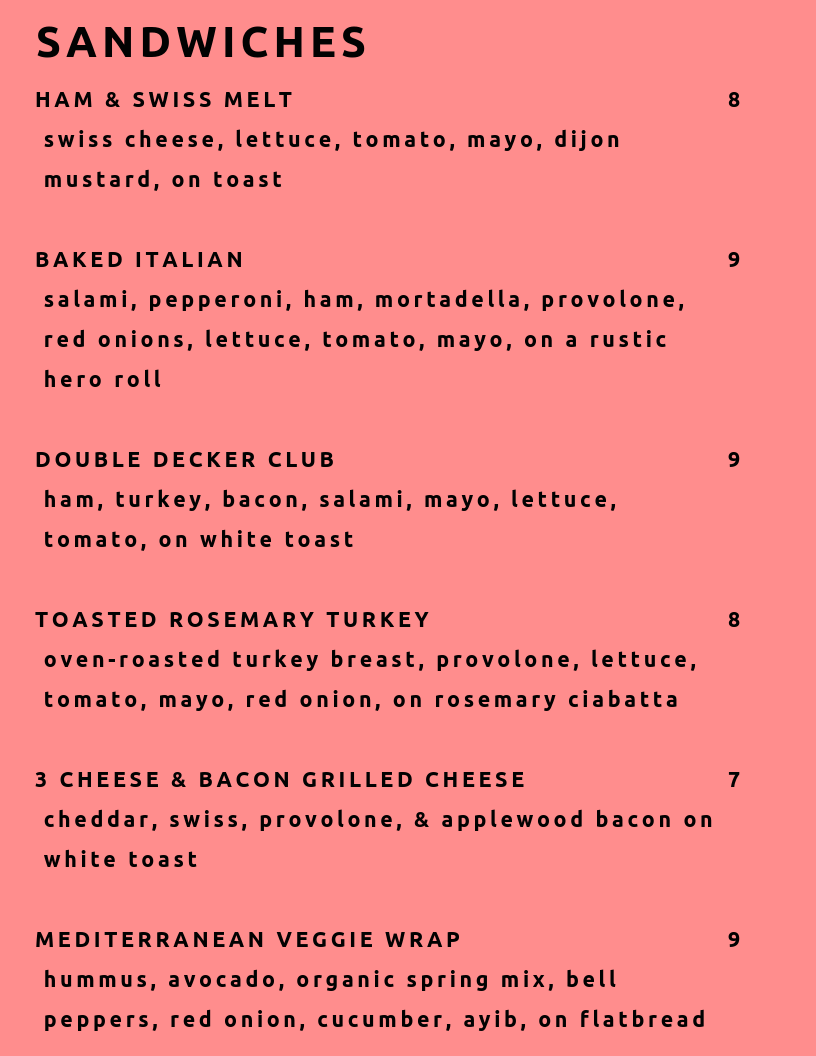 SANDWICHES
HAM & SWISS MELT 8
swiss cheese, lettuce, tomato, mayo, dijon
mustard, on toast
BAKED ITALIAN 9
salami, pepperoni, ham, mortadella, provolone,
red onions, lettuce, tomato, mayo, on a rustic
hero roll
DOUBLE DECKER CLUB 9
ham, turkey, bacon, salami, mayo, lettuce,
tomato, on white toast
TOASTED ROSEMARY TURKEY 8
oven-roasted turkey breast, provolone, lettuce,
tomato, mayo, red onion, on rosemary ciabatta
3 CHEESE & BACON GRILLED CHEESE 7
cheddar, swiss, provolone, & applewood bacon on
white toast
MEDITERRANEAN VEGGIE WRAP 9
hummus, avocado, organic spring mix, bell
peppers, red onion, cucumber, ayib, on flatbread